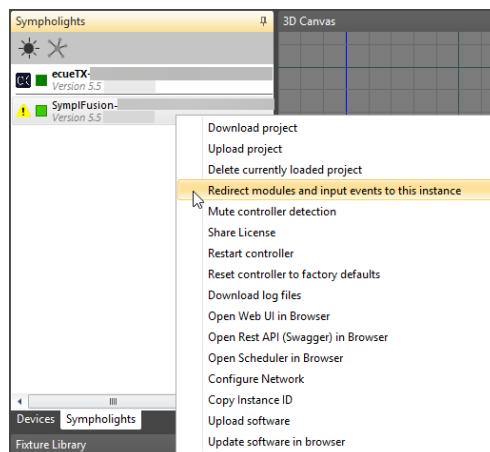 Sympholights
3D Canvas
ecueTX-
Version 5.5
SymplFusion-
Version 5.5
Download project
Upload project
Delete currently loaded project
Redirect modules and input events to this instance
Mute controller detection
Share License
Restart controller
Reset controller to factory defaults
Download log files
Open Web UI in Browser
Open Rest API (Swagger) in Browser
Open Scheduler in Browser
Configure Network
Copy Instance ID
Upload software
Update software in browser
Devices Sympholights
Fixture Library